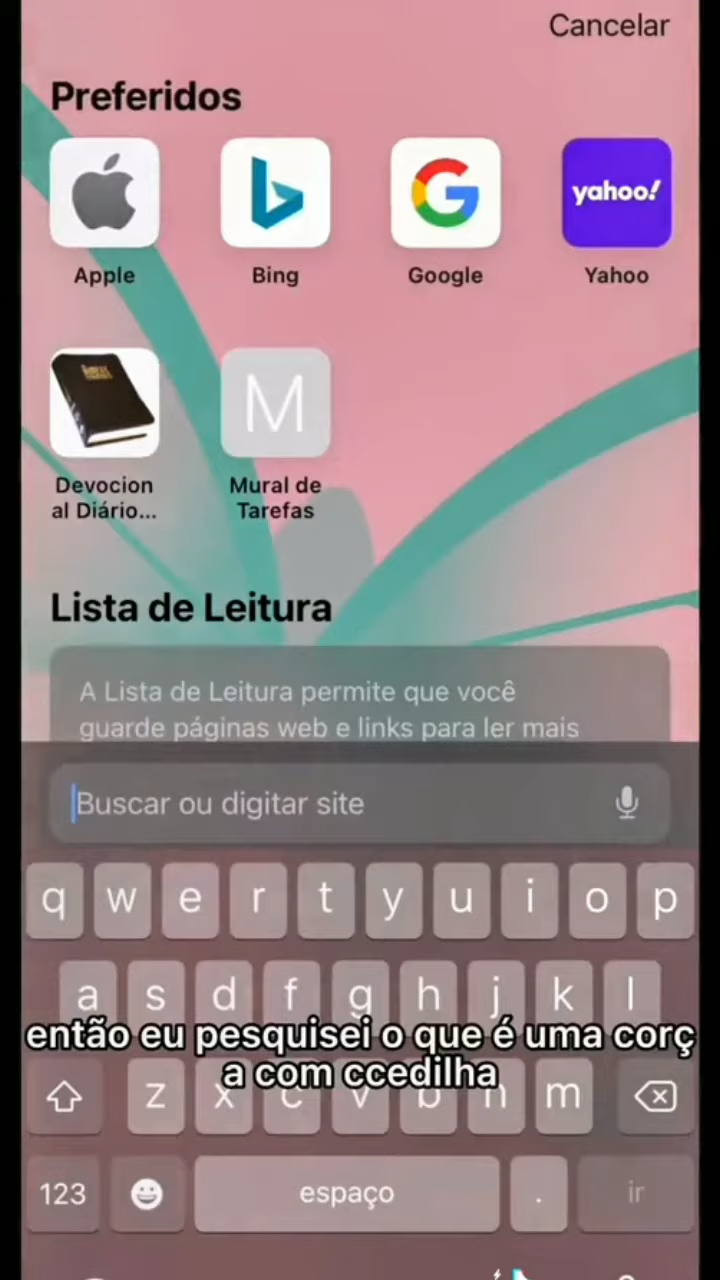 Cancelar
Preferidos
yahoo!
Apple Bing Google Yahoo
M
Devocion
al Diário...
Mural de
Tarefas
Lista de Leitura
A Lista de Leitura permite que você
guarde páginas web e links para ler mais
Buscar ou digitar site
q w e r t y u i o p
a s d f g h j k l
então eu pesquisei o que é uma corç
a com ccedilha
z x c v b n m
123 espaço . ir